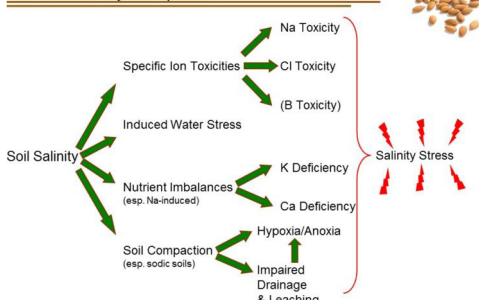 Na Toxicity
Specific Ion Toxicities
Cl Toxicity
(B Toxicity)
Induced Water Stress
Soil Salinity
Salinity Stress
K Deficiency
Nutrient Imbalances
(esp. Na-induced)
Ca Deficiency
Hypoxia/Anoxia
Soil Compaction
(esp. sodic soils)
Impaired
Drainage
& Leaching